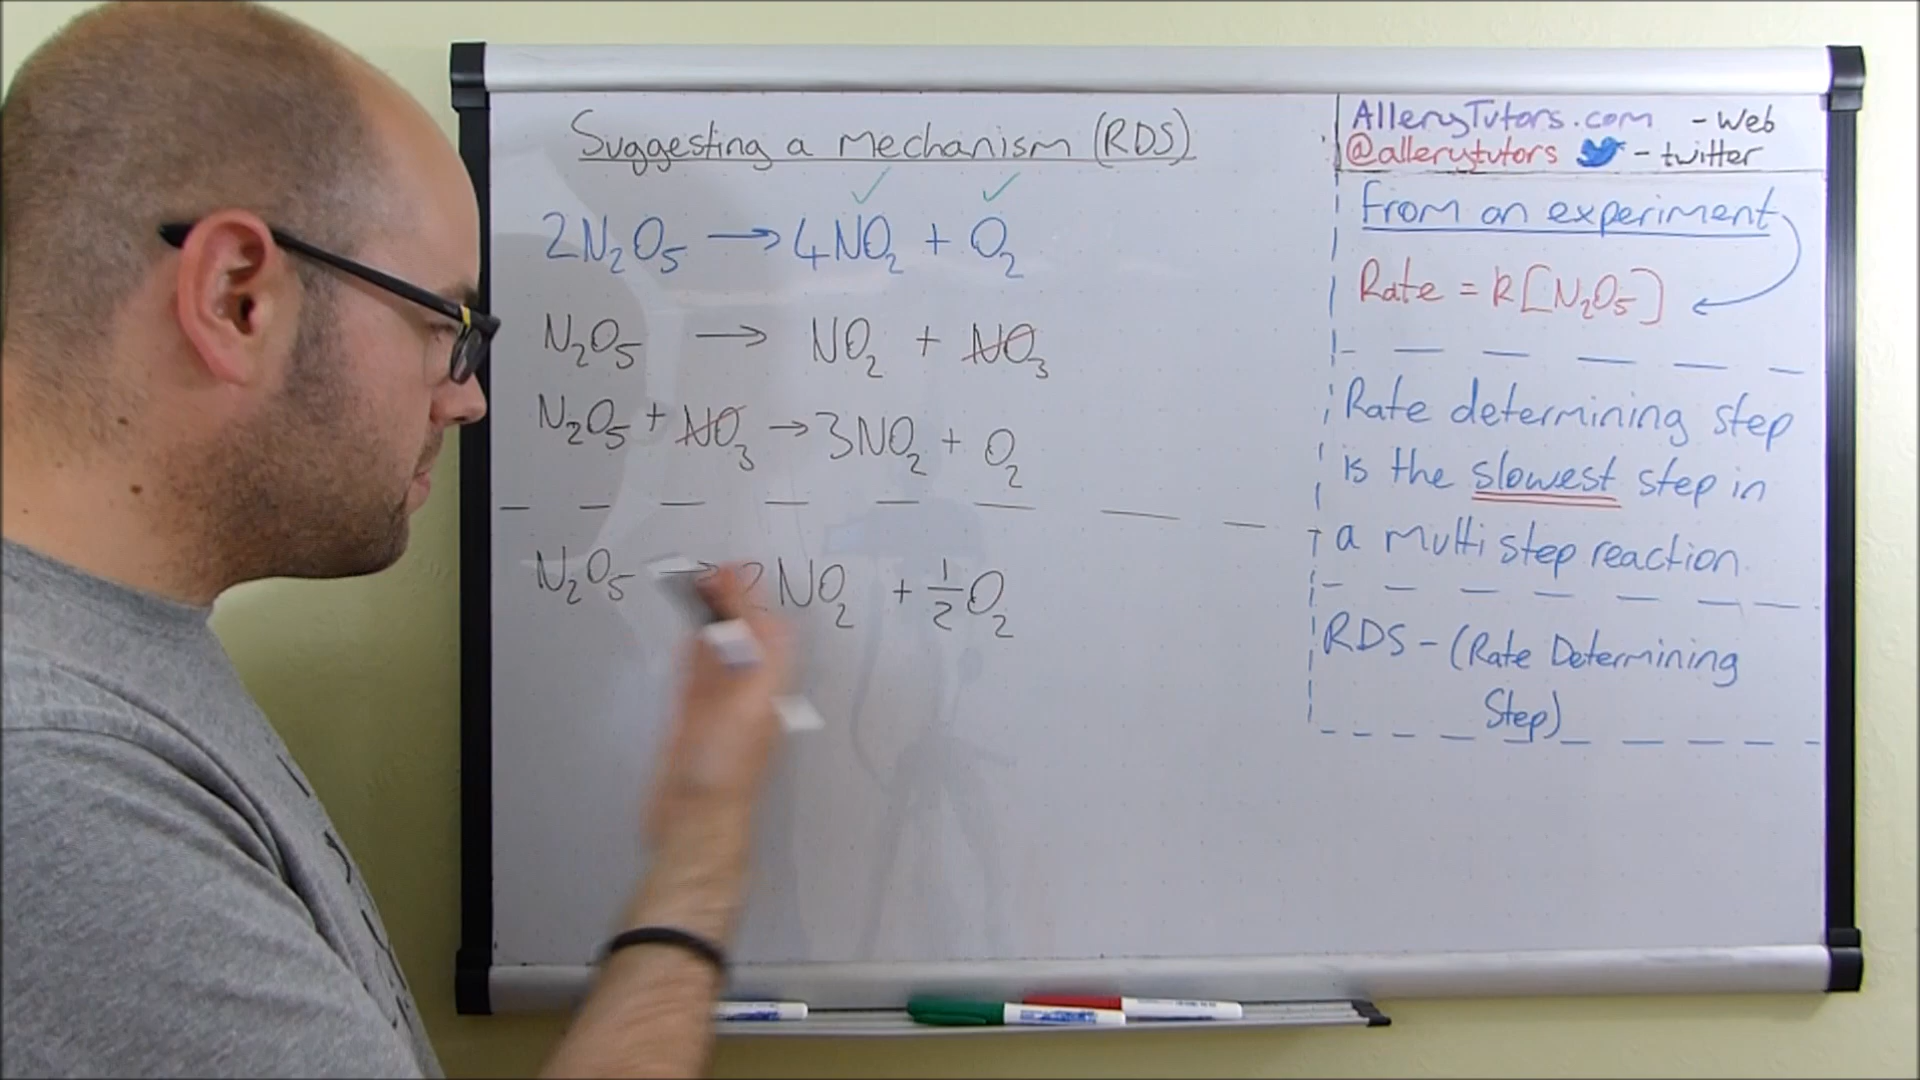 Suggesting a mechanism (RDS)
2N₂O₅ → 4NO₂ + O₂
N₂O₅ → NO₂ + NO₃
N₂O₅ + NO₃ → 3NO₂ + O₂
N₂O₅ → 2NO₂ + ½O₂
AlleryTutors.com - Web
@allerytutors - twitter
From an experiment
Rate = k[N₂O₅]
Rate determining step
is the slowest step in
a multi step reaction
RDS - (Rate Determining
Step)